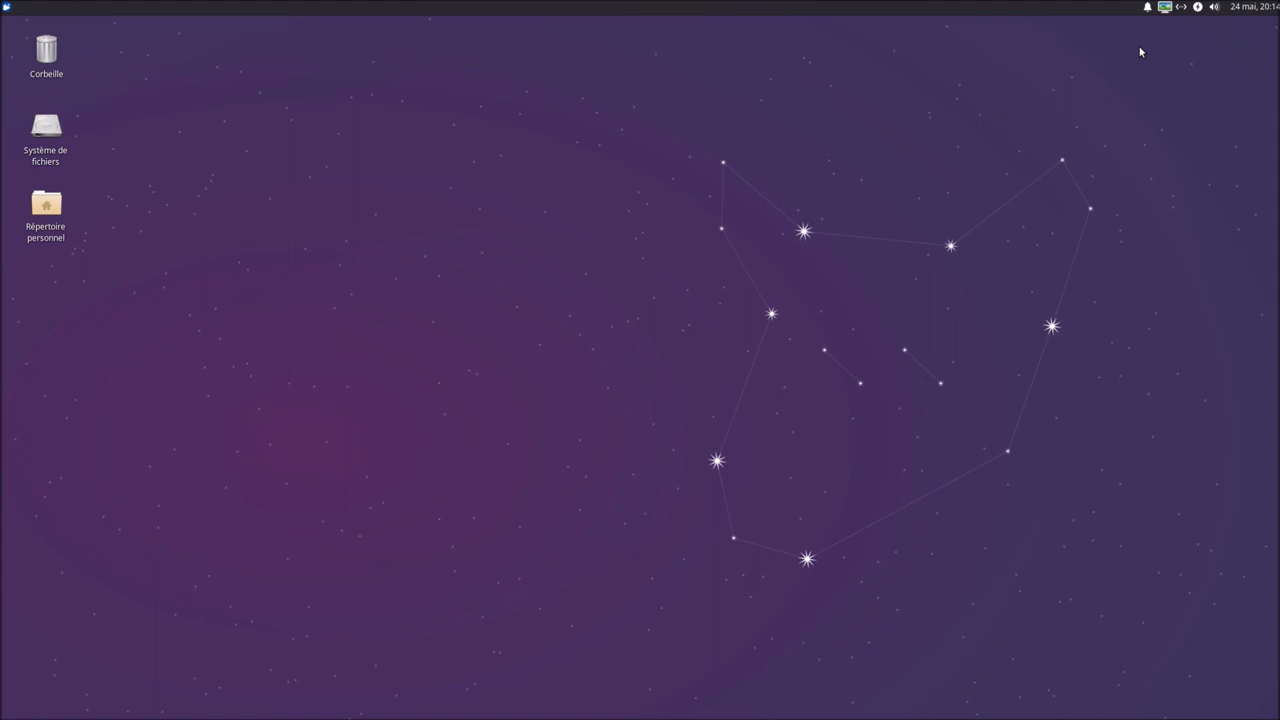 24 mai, 20:14
Corbeille
Système de
fichiers
Répertoire
personnel